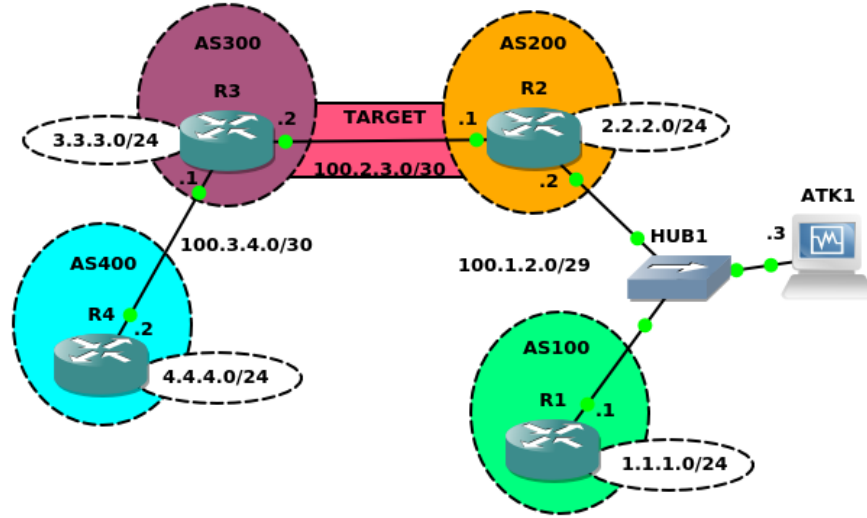 AS300
AS200
R3
R2
.2
TARGET
.1
3.3.3.0/24
2.2.2.0/24
100.2.3.0/30
.1
.2
ATK1
HUB1
.3
100.3.4.0/30
100.1.2.0/29
AS400
R4
.2
AS100
4.4.4.0/24
R1
.1
1.1.1.0/24